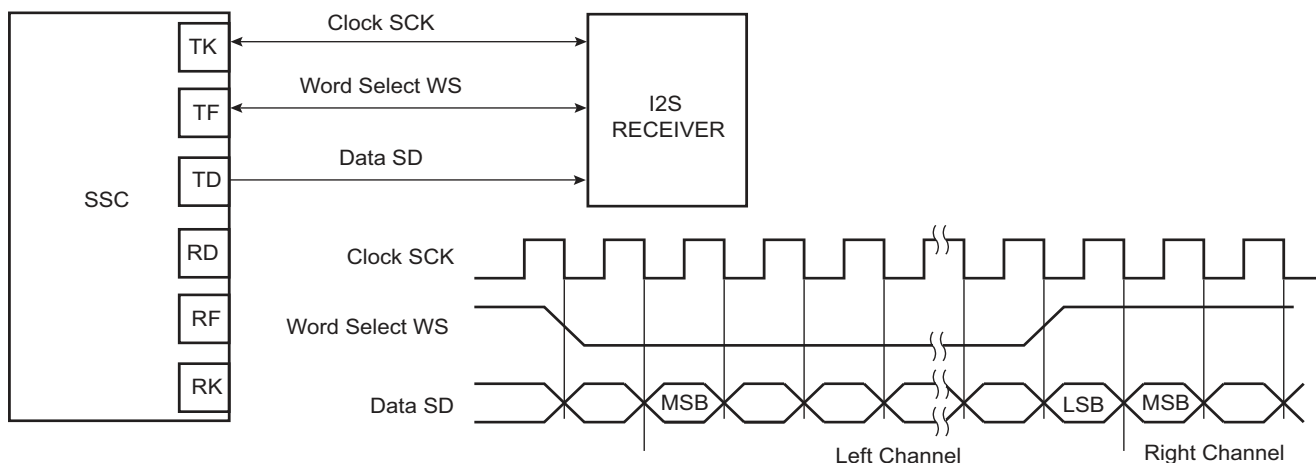 SSC
TK
TF
TD
RD
RF
RK
Clock SCK
Word Select WS
Data SD
I2S
RECEIVER
Clock SCK
Word Select WS
Data SD
MSB
LSB
MSB
Left Channel
Right Channel